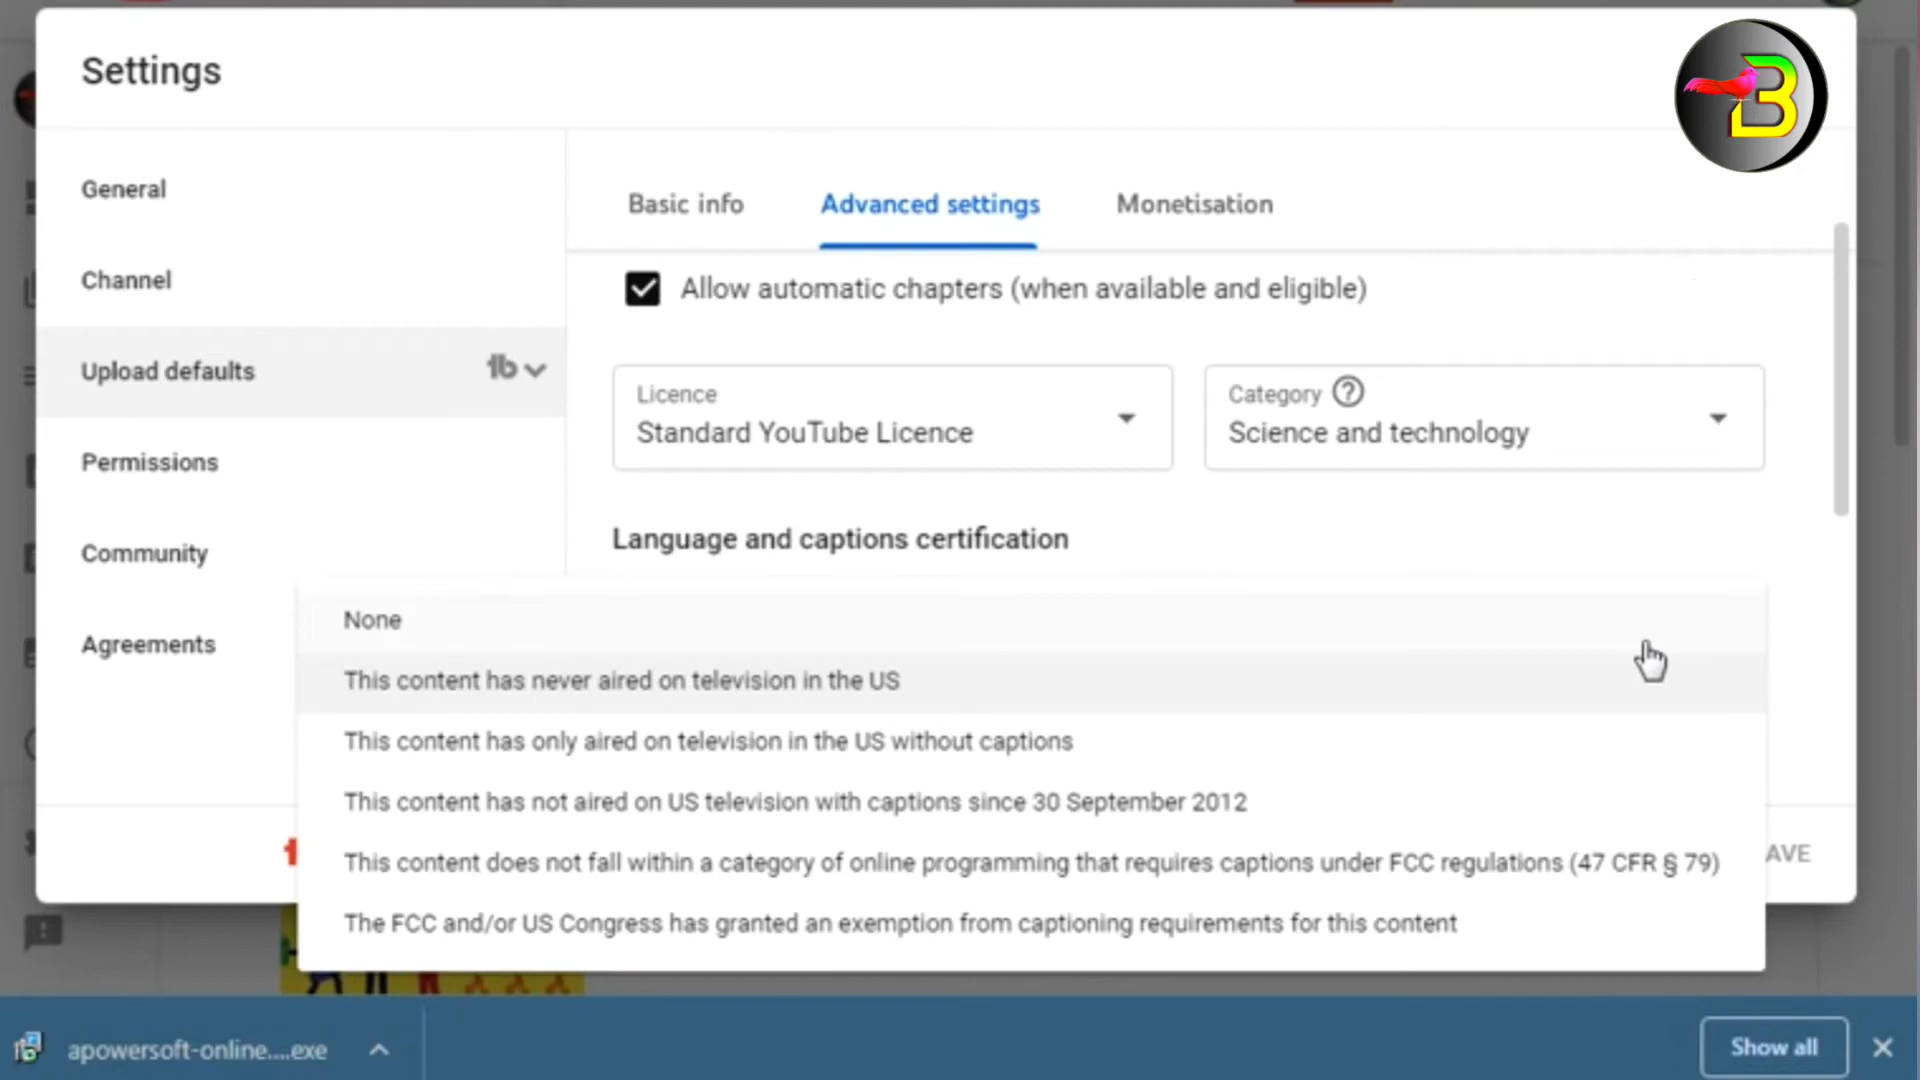 Settings
B
General
Channel
Upload defaults
tb
Permissions
Community
Agreements
Basic info
Advanced settings
Monetisation
Allow automatic chapters (when available and eligible)
Licence
Standard YouTube Licence
Category
Science and technology
Language and captions certification
None
This content has never aired on television in the US
This content has only aired on television in the US without captions
This content has not aired on US television with captions since 30 September 2012
This content does not fall within a category of online programming that requires captions under FCC regulations (47 CFR § 79)
The FCC and/or US Congress has granted an exemption from captioning requirements for this content
AVE
apowersoft-online....exe
Show all